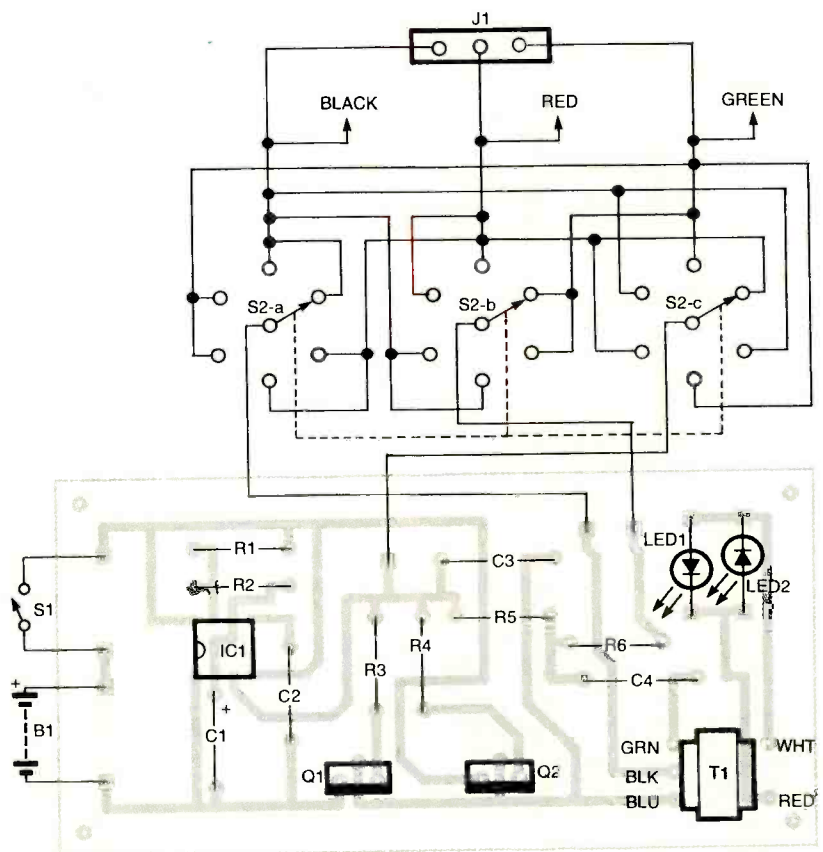 J1
BLACK
RED
GREEN
S2-a
S2-b
S2-c
LED1
LED2
R1
C3
R2
S1
R5
IC1
R3
R4
R6
C2
C4
+
+
B1
C1
GRN
WHT
Q1
Q2
BLK
T1
BLU
RED